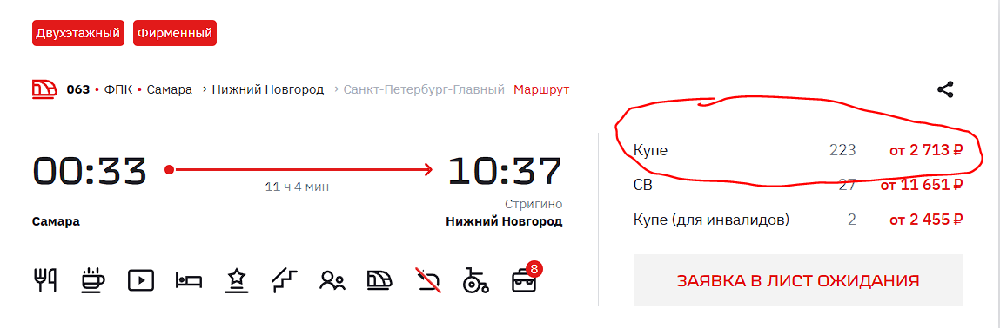 Двухэтажный Фирменный
063 • ФПК • Самара → Нижний Новгород → Санкт-Петербург-Главный Маршрут
Купе 223 от 2 713 ₽
00:33 10:37
11 ч 4 мин
СВ 27 от 11 651 ₽
Стригино
Самара Нижний Новгород
Купе (для инвалидов) 2 от 2 455 ₽
8
ЗАЯВКА В ЛИСТ ОЖИДАНИЯ